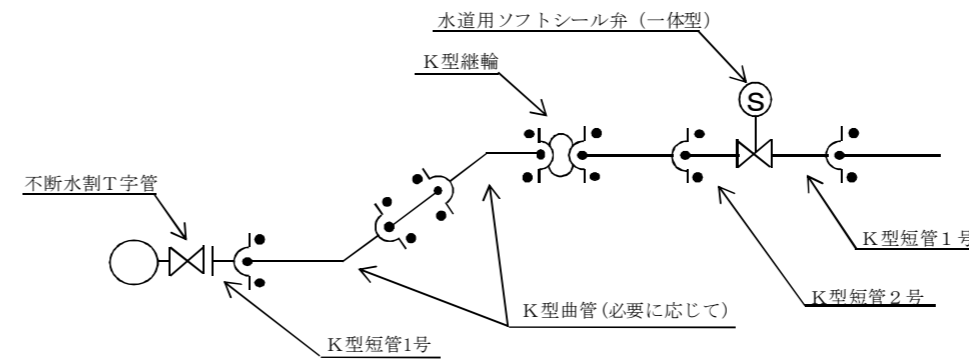 水道用ソフトシール弁（一体型）
K型継輪
S
不断水割T字管
K型短管1号
K型短管２号
K型曲管(必要に応じて)
K型短管1号